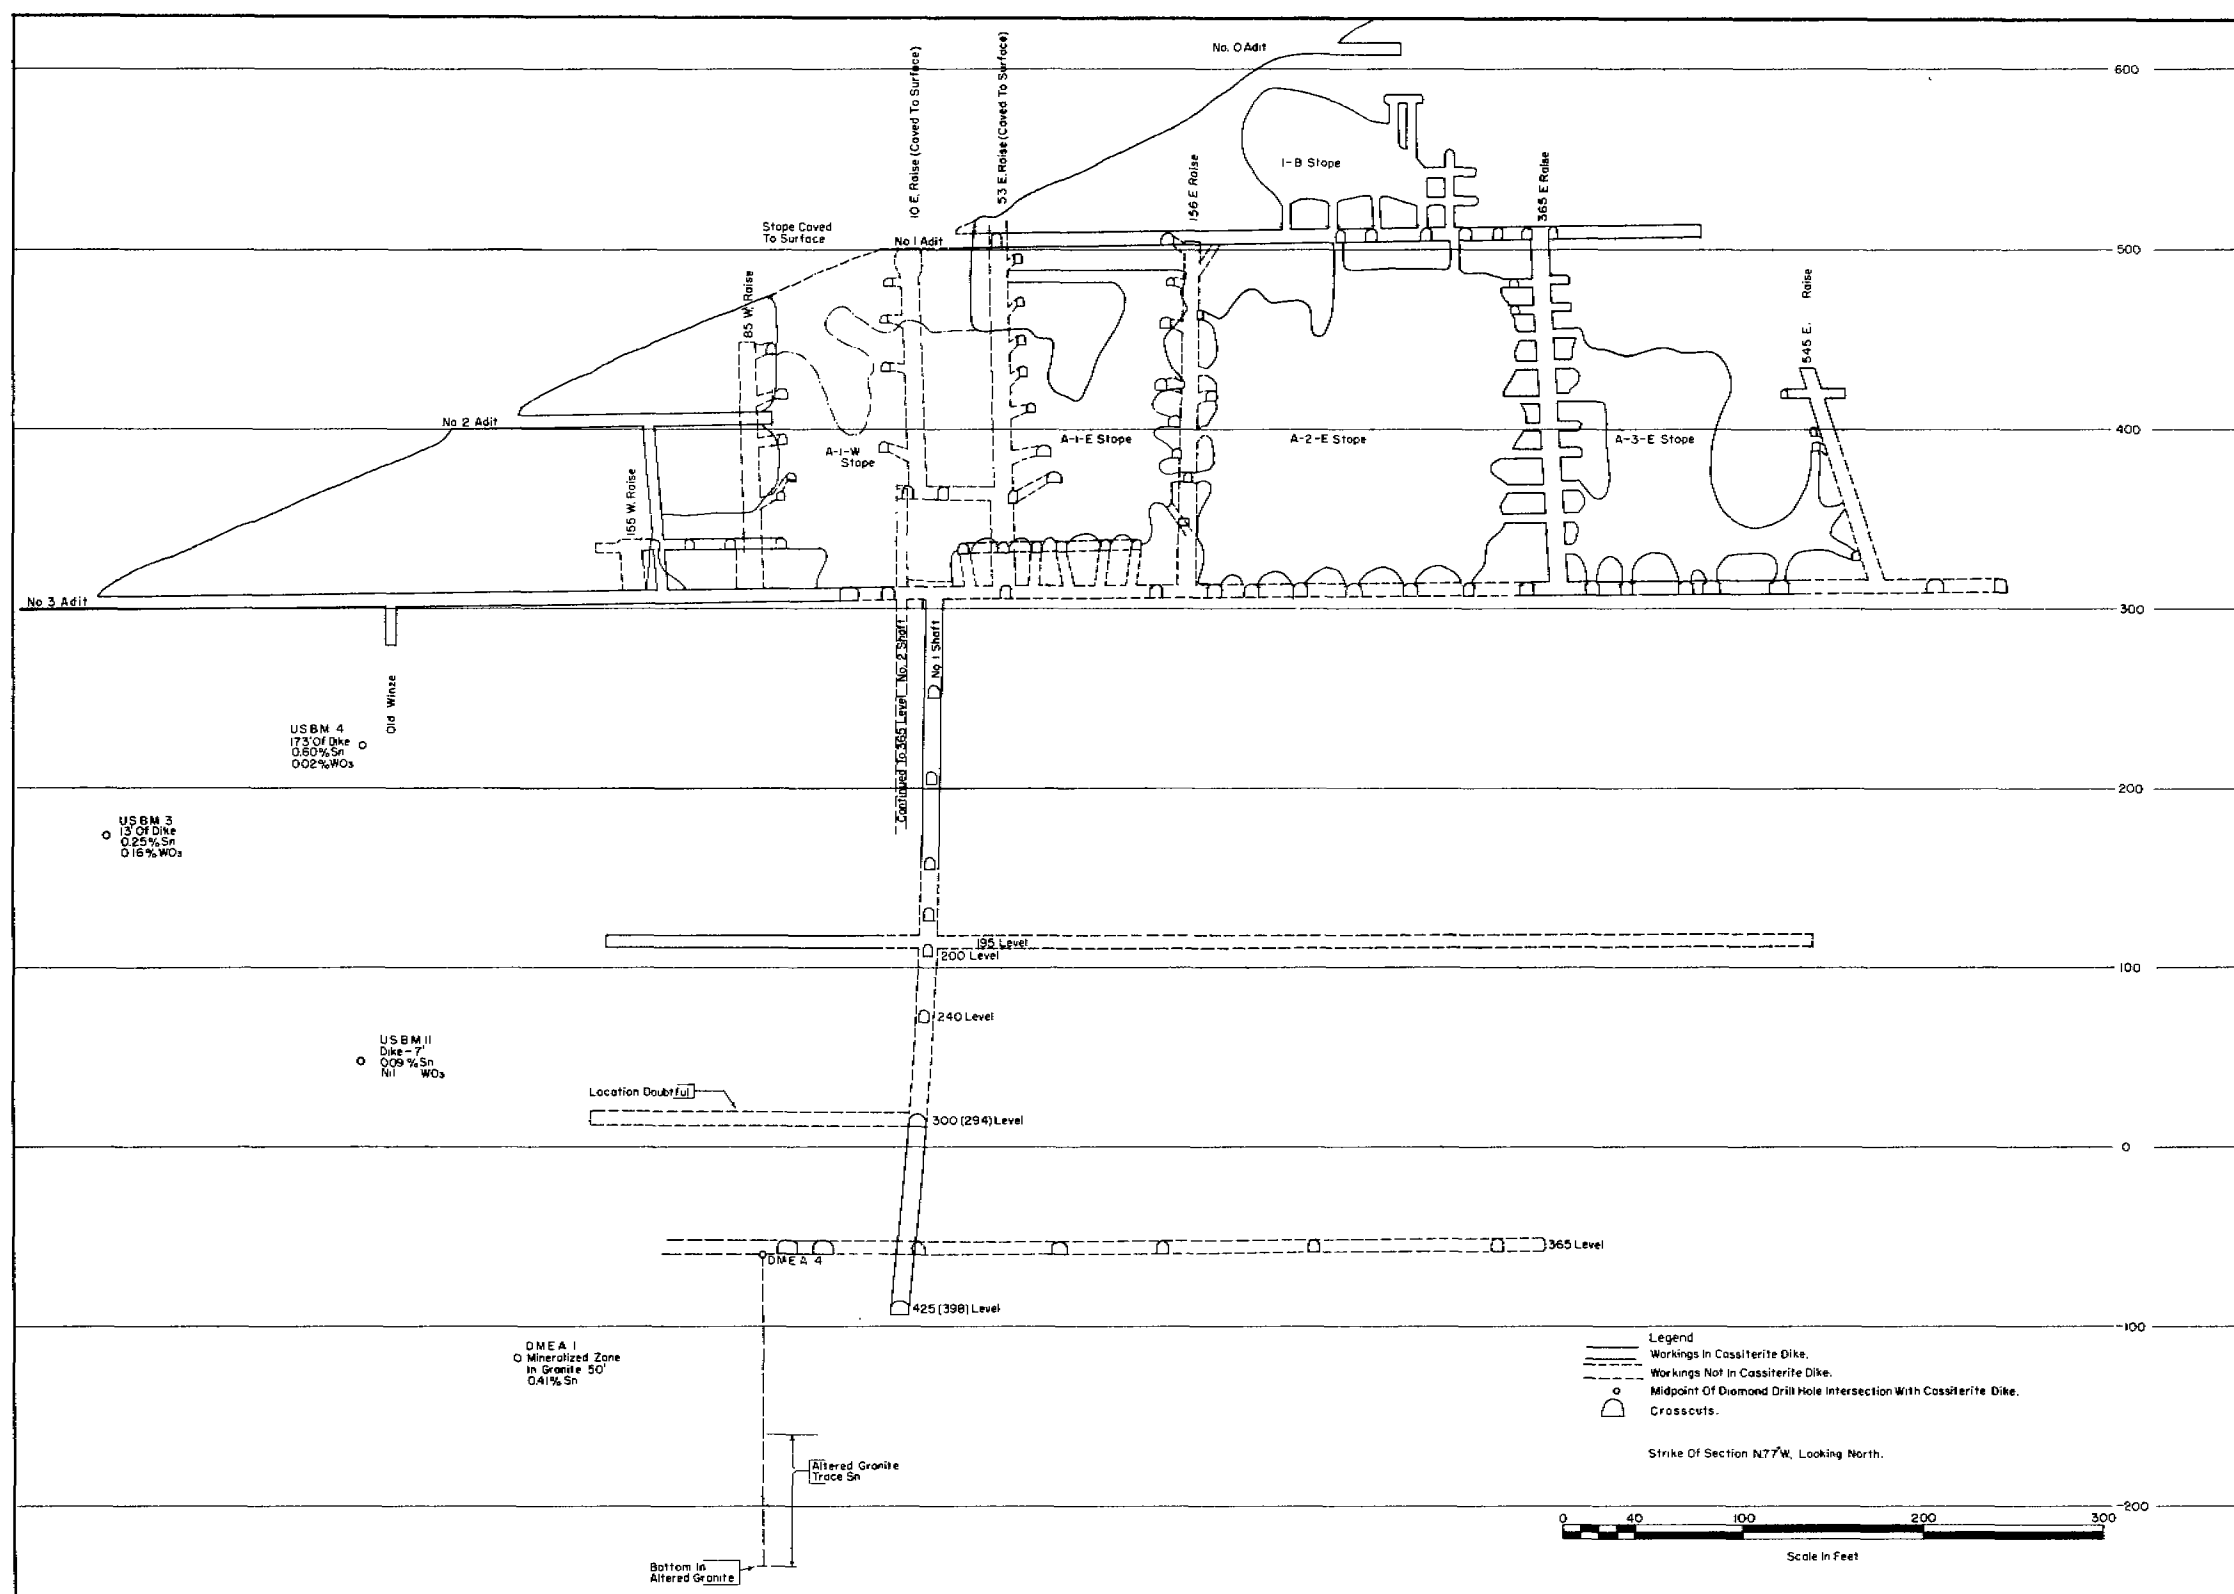 No. 0 Adit
600
10 E. Raise (Caved To Surface)
53 E. Raise (Caved To Surface)
156 E Raise
1-B Stope
365 E Raise
Stope Caved
To Surface
No 1 Adit
500
85 W. Raise
545 E. Raise
No 2 Adit
400
A-1-W
Stope
A-1-E Stope
A-2-E Stope
A-3-E Stope
155 W. Raise
No 3 Adit
300
Continued To 365 Level
No. 2 Shaft
No 1 Shaft
Old Winze
USBM 4
17.3' Of Dike
0.60% Sn
0.02% WO3
200
USBM 3
13' Of Dike
0.25% Sn
0.16% WO3
195 Level
200 Level
100
240 Level
USBM 11
Dike - 7'
0.09 % Sn
Nil WO3
Location Doubtful
300 (294) Level
0
365 Level
DMEA 4
425 (398) Level
-100
DMEA 1
Mineralized Zone
In Granite 50'
0.41% Sn
Legend
Workings In Cassiterite Dike.
Workings Not In Cassiterite Dike.
Midpoint Of Diamond Drill Hole Intersection With Cassiterite Dike.
Crosscuts.
Strike Of Section N.77°W, Looking North.
Altered Granite
Trace Sn
-200
0 40 100 200 300
Scale In Feet
Bottom In
Altered Granite